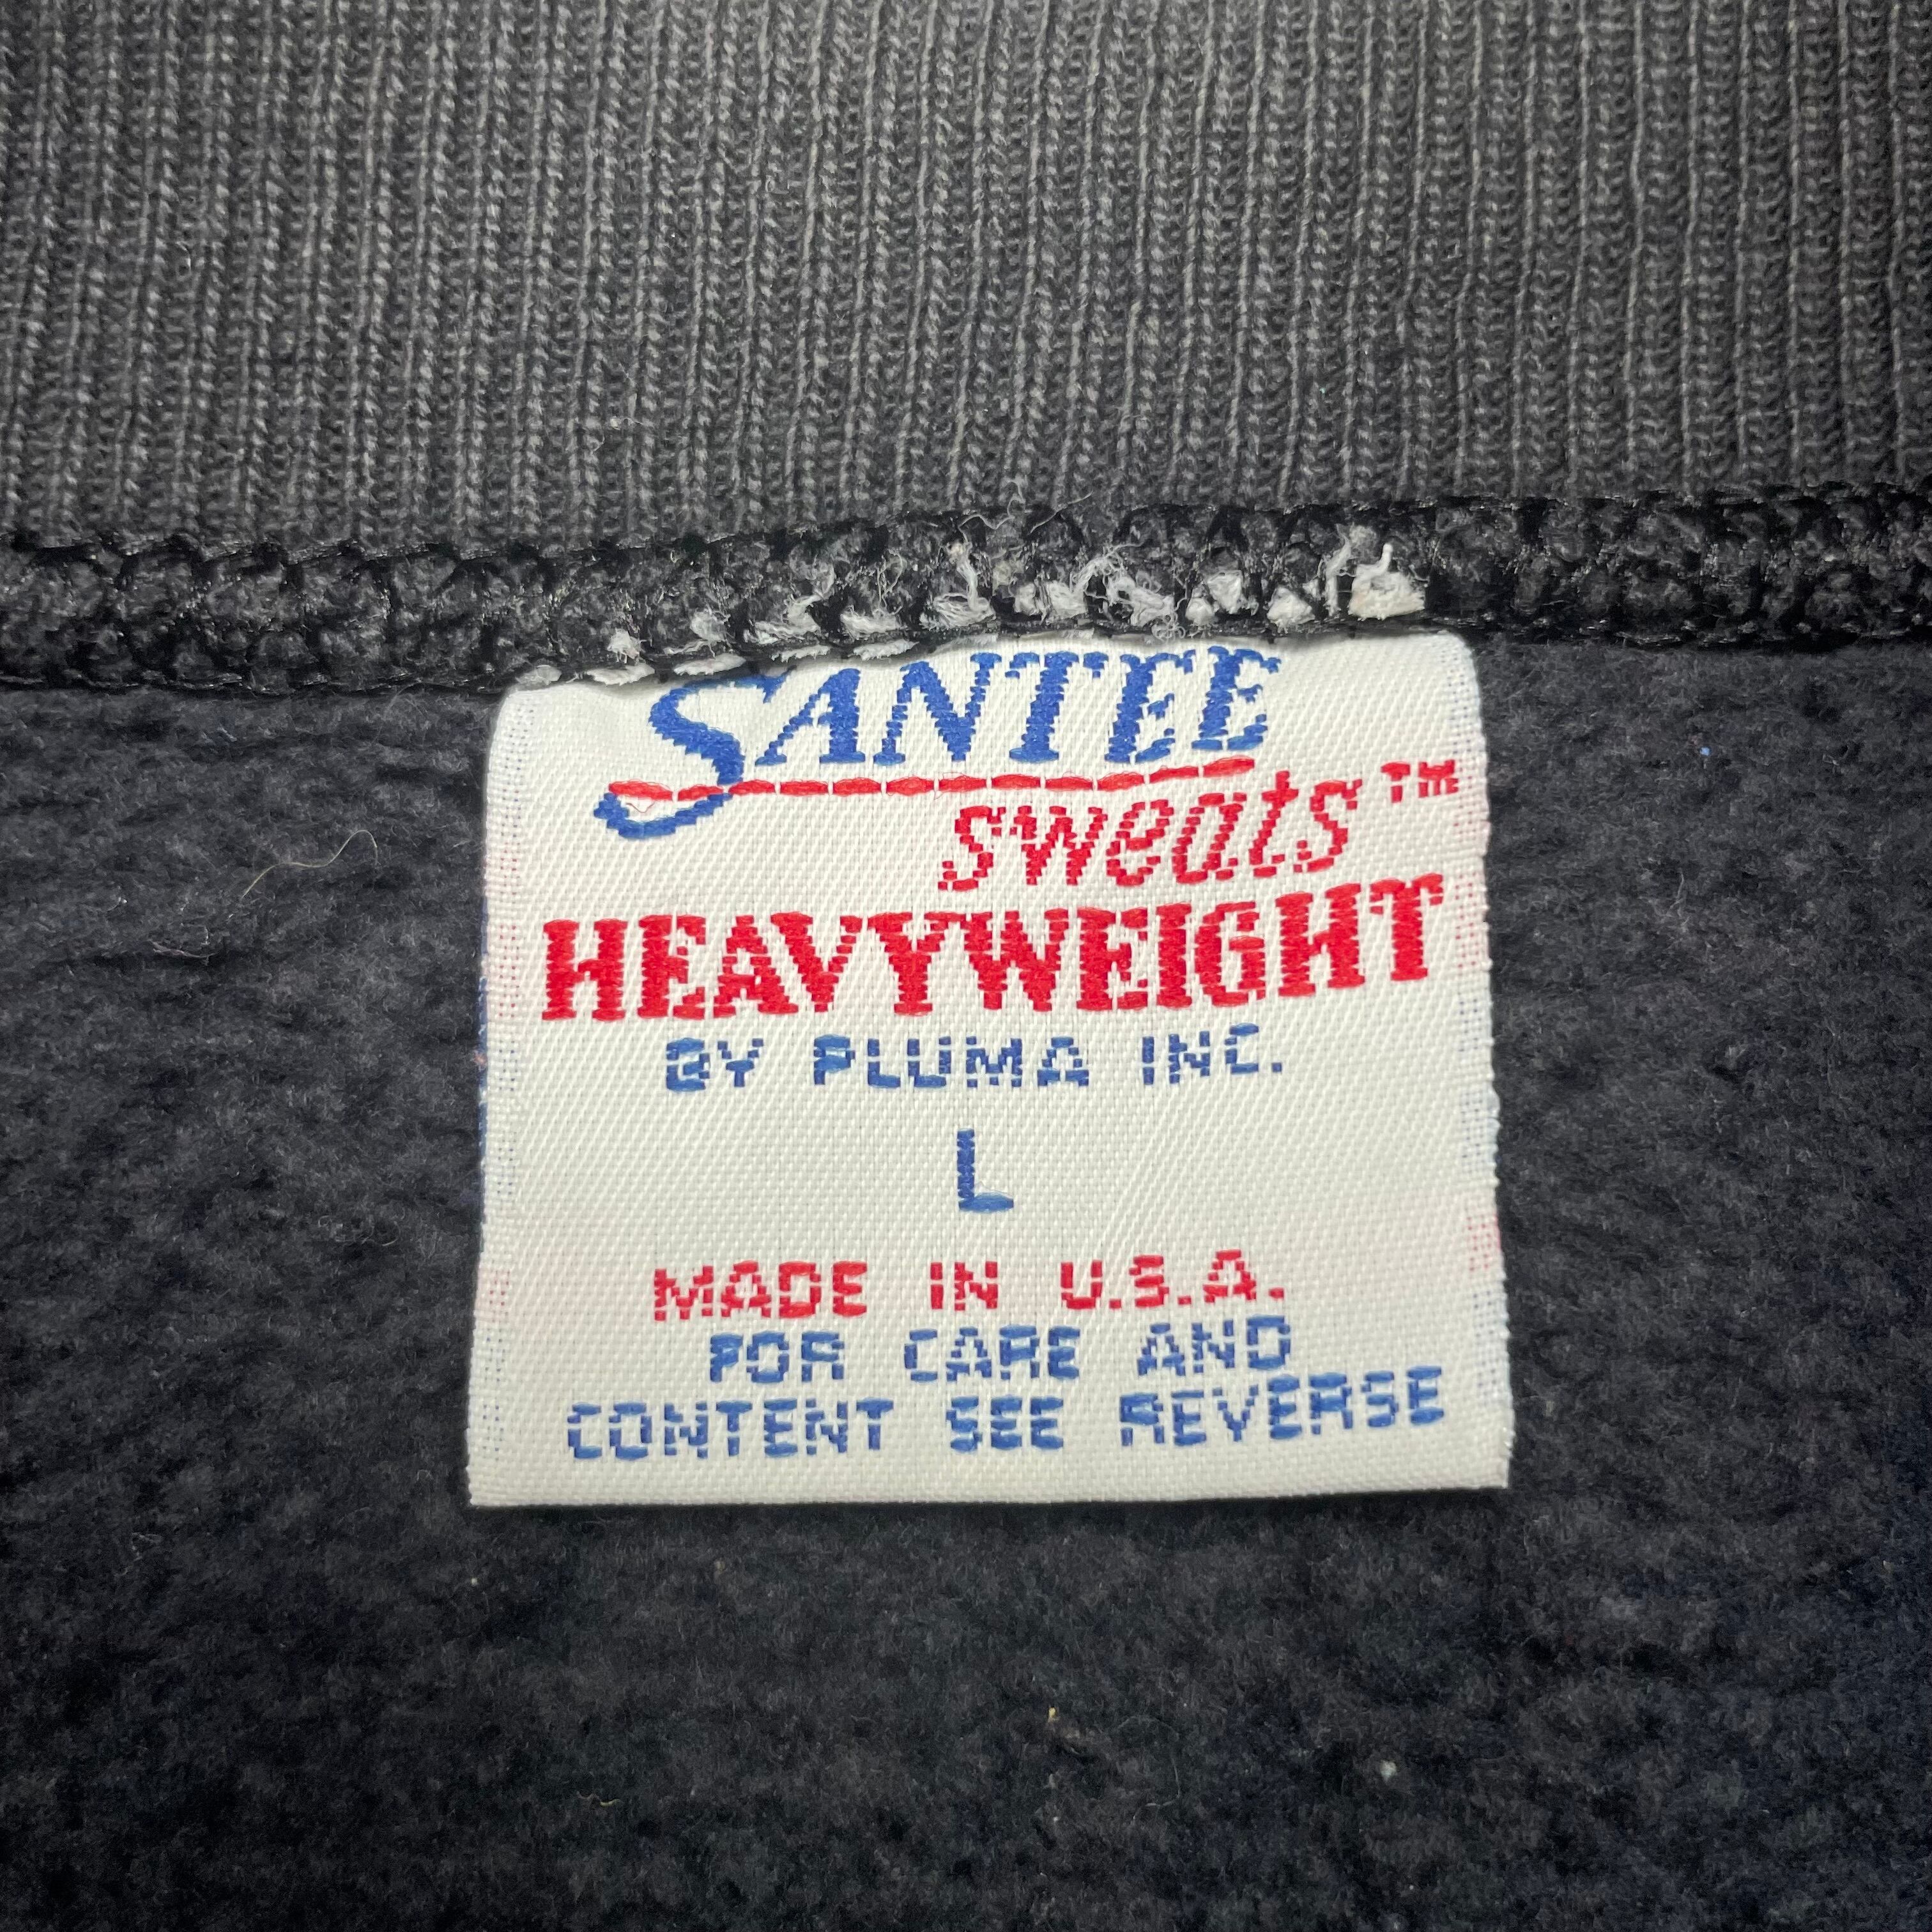 SANTEE
sweats™
HEAVYWEIGHT
BY PLUMA INC.
L
MADE IN U.S.A.
FOR CARE AND
CONTENT SEE REVERSE